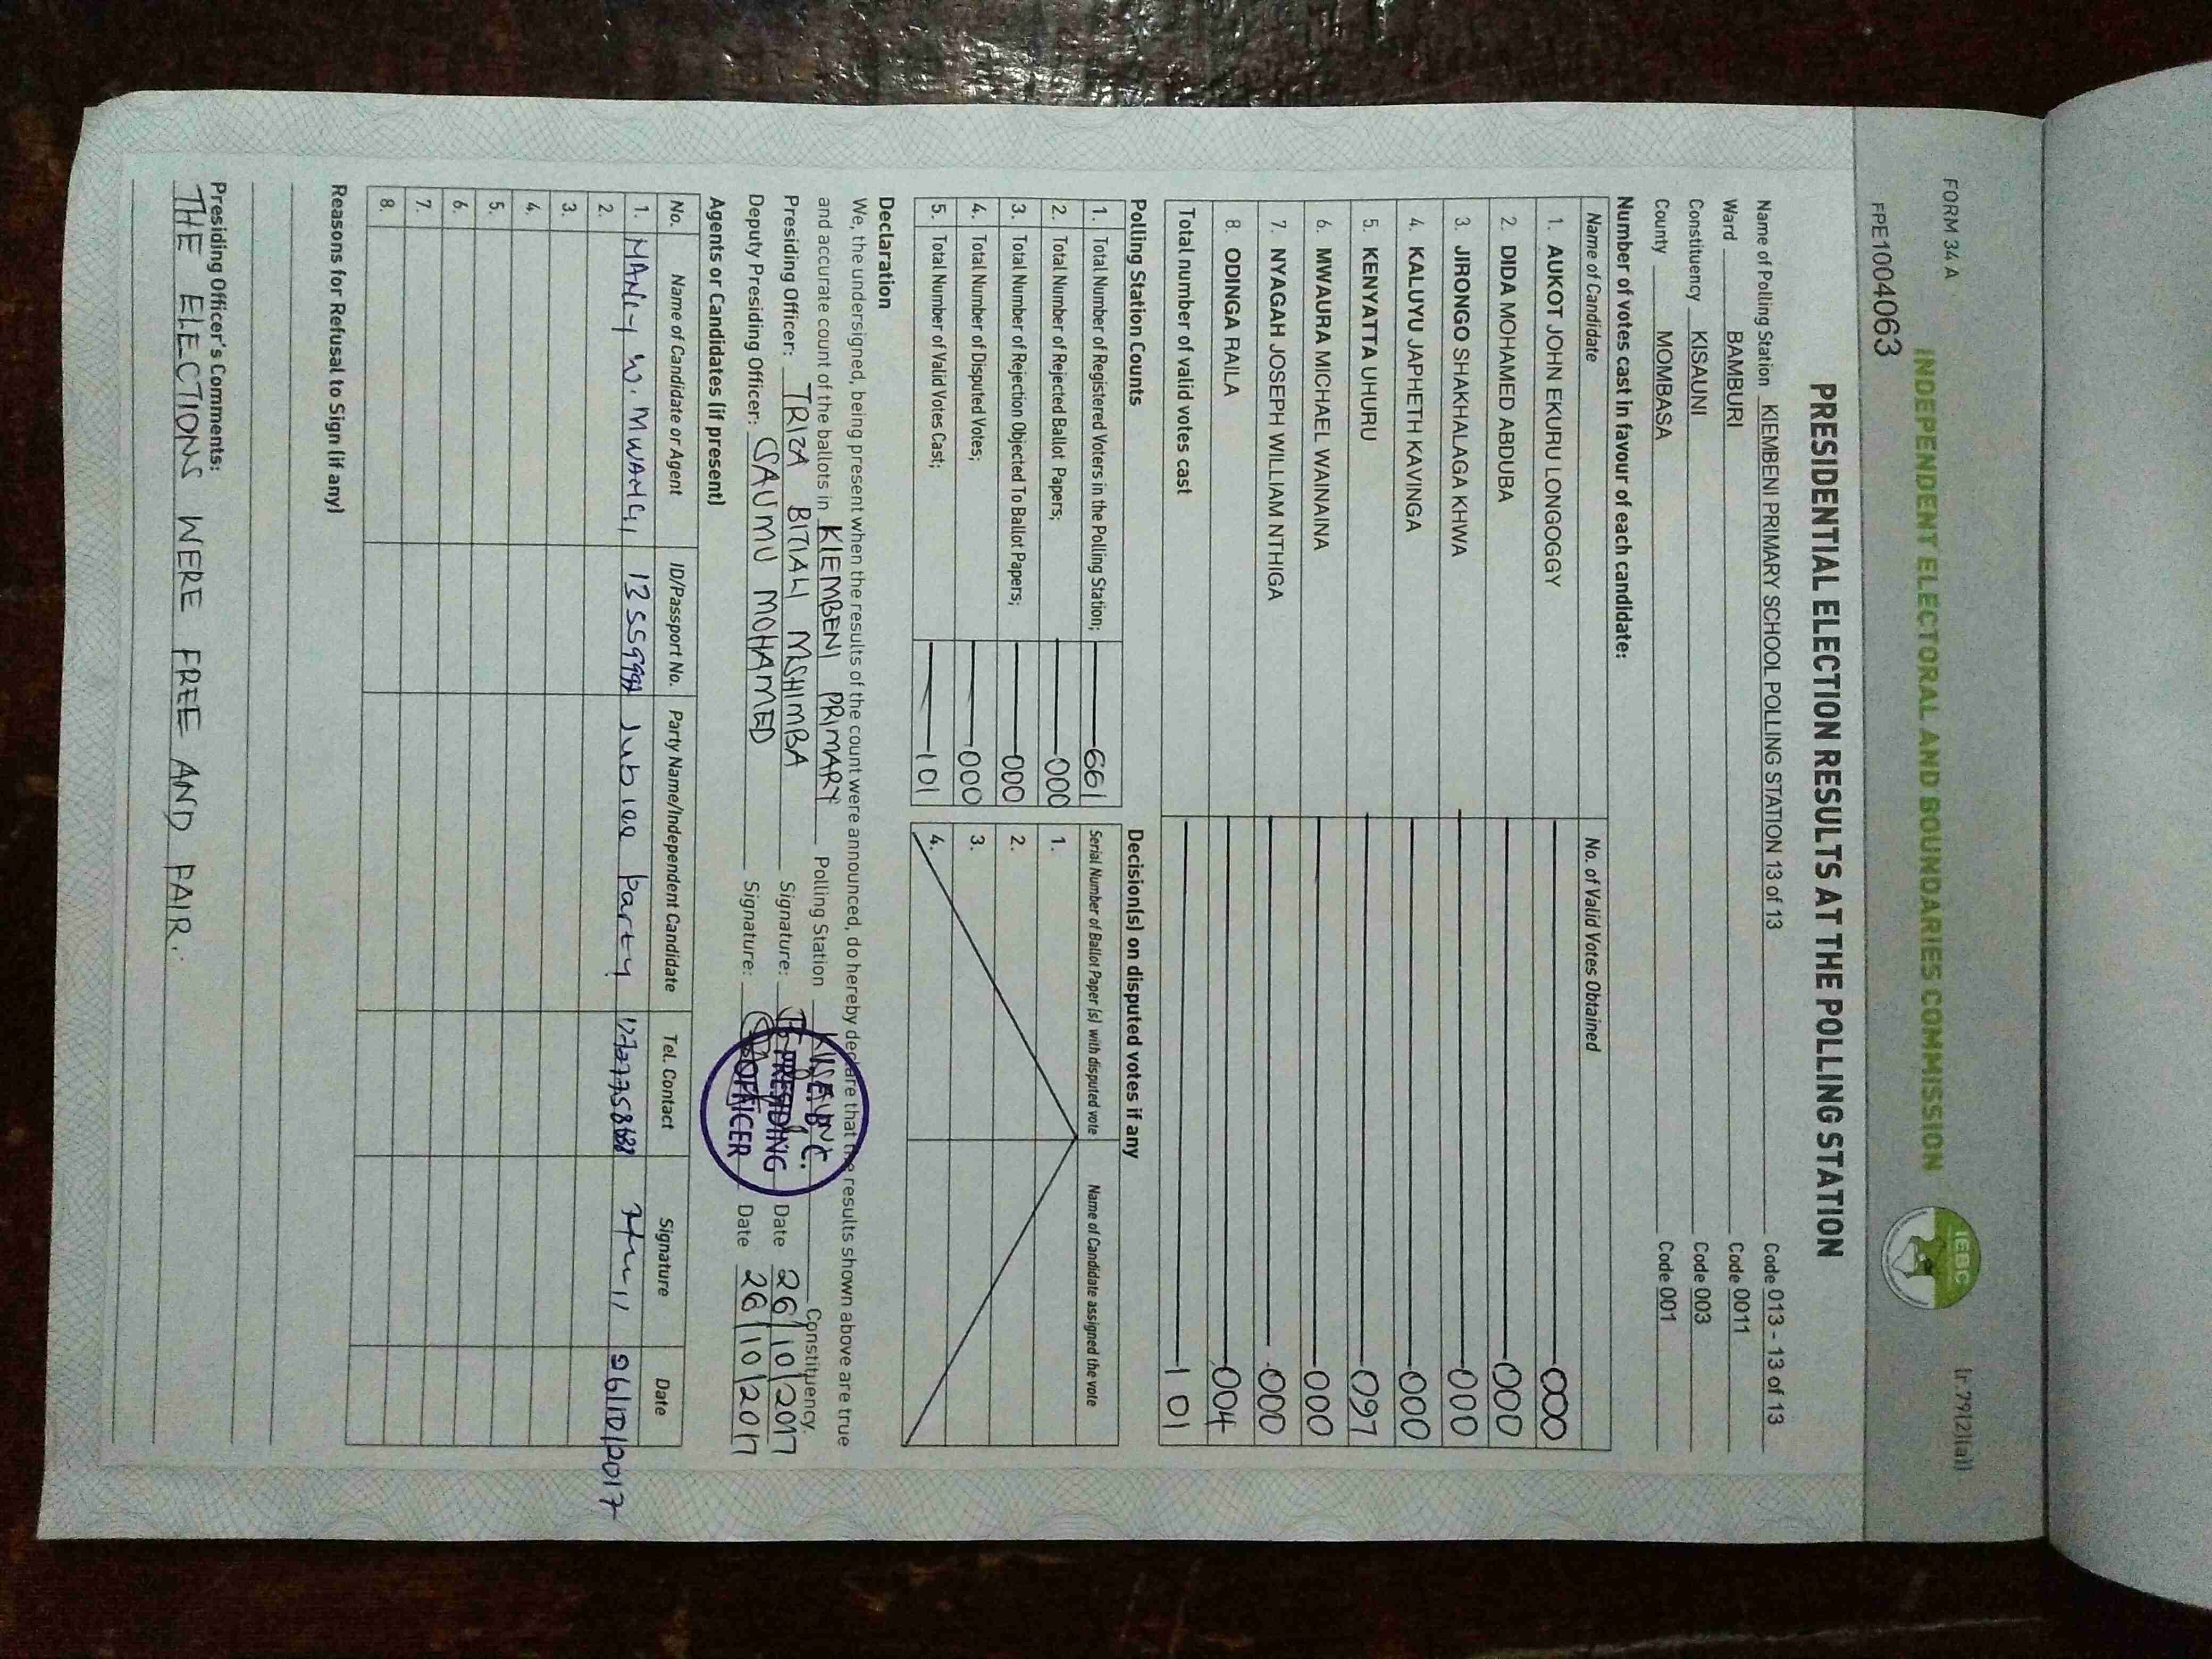 FORM 34 A
INDEPENDENT ELECTORAL AND BOUNDARIES COMMISSION
IEBC
(r 79(2)(a))
FPE1004063
PRESIDENTIAL ELECTION RESULTS AT THE POLLING STATION
Name of Polling Station KIEMBENI PRIMARY SCHOOL POLLING STATION 13 of 13 Code 013 - 13 of 13
Ward BAMBURI Code 0011
Constituency KISAUNI Code 003
County MOMBASA Code 001
Number of votes cast in favour of each candidate:
Name of Candidate No. of Valid Votes Obtained
1. AUKOT JOHN EKURU LONGOGGY 000
2. DIDA MOHAMED ABDUBA 000
3. JIRONGO SHAKHALAGA KHWA 000
4. KALUYU JAPHETH KAVINGA 000
5. KENYATTA UHURU 097
6. MWAURA MICHAEL WAINAINA 000
7. NYAGAH JOSEPH WILLIAM NTHIGA 000
8. ODINGA RAILA 004
Total number of valid votes cast 101
Polling Station Counts
1. Total Number of Registered Voters in the Polling Station; 661
2. Total Number of Rejected Ballot Papers; 000
3. Total Number of Rejection Objected To Ballot Papers; 000
4. Total Number of Disputed Votes; 000
5. Total Number of Valid Votes Cast; 101
Decision(s) on disputed votes if any
Serial Number of Ballot Paper (s) with disputed vote Name of Candidate assigned the vote
1.
2.
3.
4.
Declaration
We, the undersigned, being present when the results of the count were announced, do hereby declare that the results shown above are true
and accurate count of the ballots in KIEMBENI PRIMARY Polling Station KISAUNI Constituency.
Presiding Officer: TRIZA BITIAH MSHIMBA Signature: Date 26/10/2017
Deputy Presiding Officer: SAUMU MOHAMED Signature: Date 26/10/2017
PRESIDING
OFFICER
Agents or Candidates (if present)
No. Name of Candidate or Agent ID/Passport No. Party Name/Independent Candidate Tel. Contact Signature Date
1. W. MWANGI Jubilee Party 26/10/2017
2.
3.
4.
5.
6.
7.
8.
Reasons for Refusal to Sign (if any)
Presiding Officer's Comments:
THE ELECTIONS WERE FREE AND FAIR.